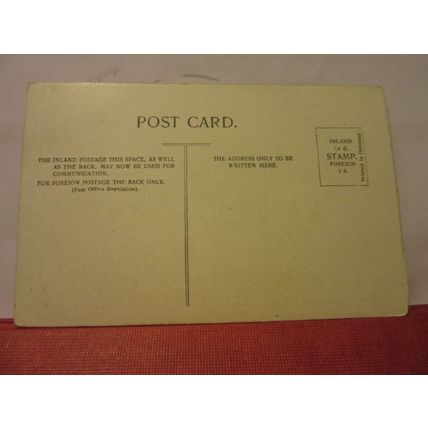 POST CARD.
FOR INLAND POSTAGE THIS SPACE, AS WELL
AS THE BACK, MAY NOW BE USED FOR
COMMUNICATION.
FOR FOREIGN POSTAGE THE BACK ONLY.
(Post Office Regulation).
THE ADDRESS ONLY TO BE
WRITTEN HERE.
INLAND
½ d.
STAMP
FOREIGN
1 d.
Printed in Germany